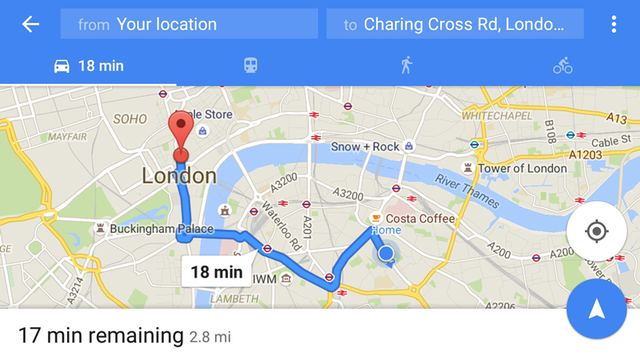 from Your location
to Charing Cross Rd, Londo...
18 min
SOHO
ple Store
MAYFAIR
WHITECHAPEL
B108
A13
Cable St
A1203
Snow + Rock
Tower of London
London
River Thames
A3200
A3200
Waterloo Rd
A201
Costa Coffee
Home
Buckingham Palace
A200
A200
18 min
IWM
LAMBETH
A3214
17 min remaining 2.8 mi